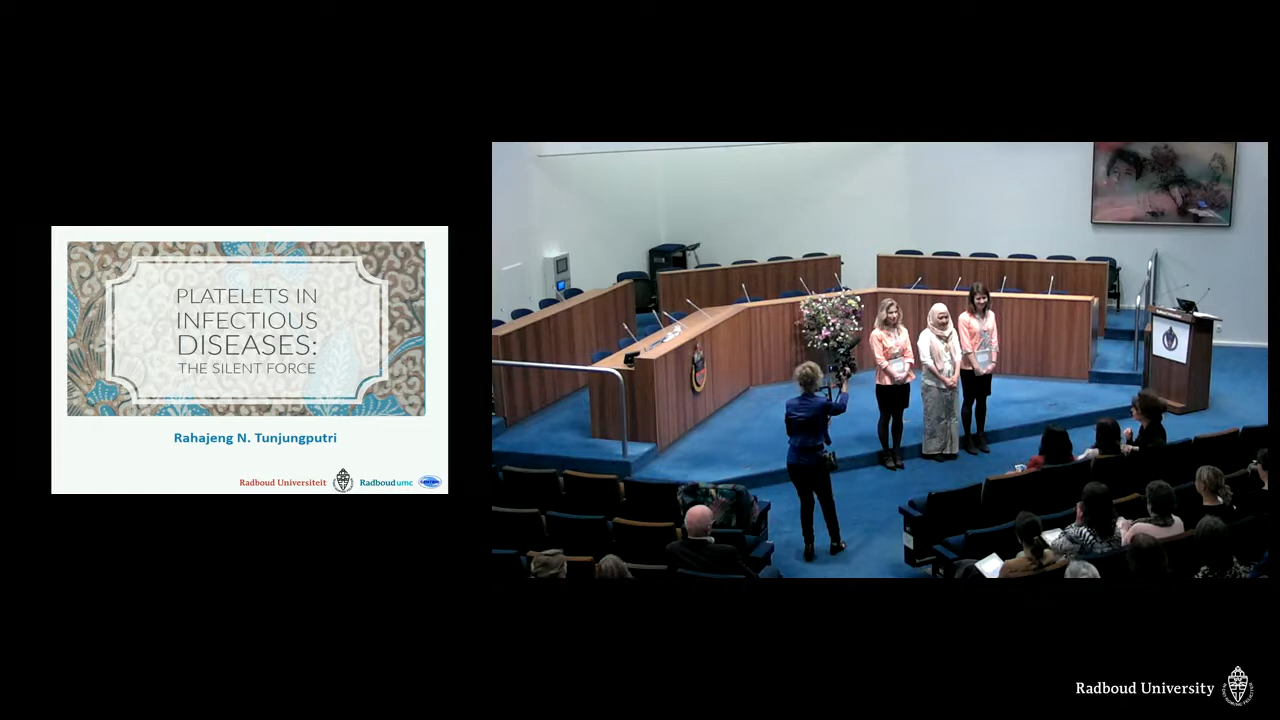 PLATELETS IN
INFECTIOUS
DISEASES:
THE SILENT FORCE
Rahajeng N. Tunjungputri
Radboud Universiteit
Radboudumc
Radboud University